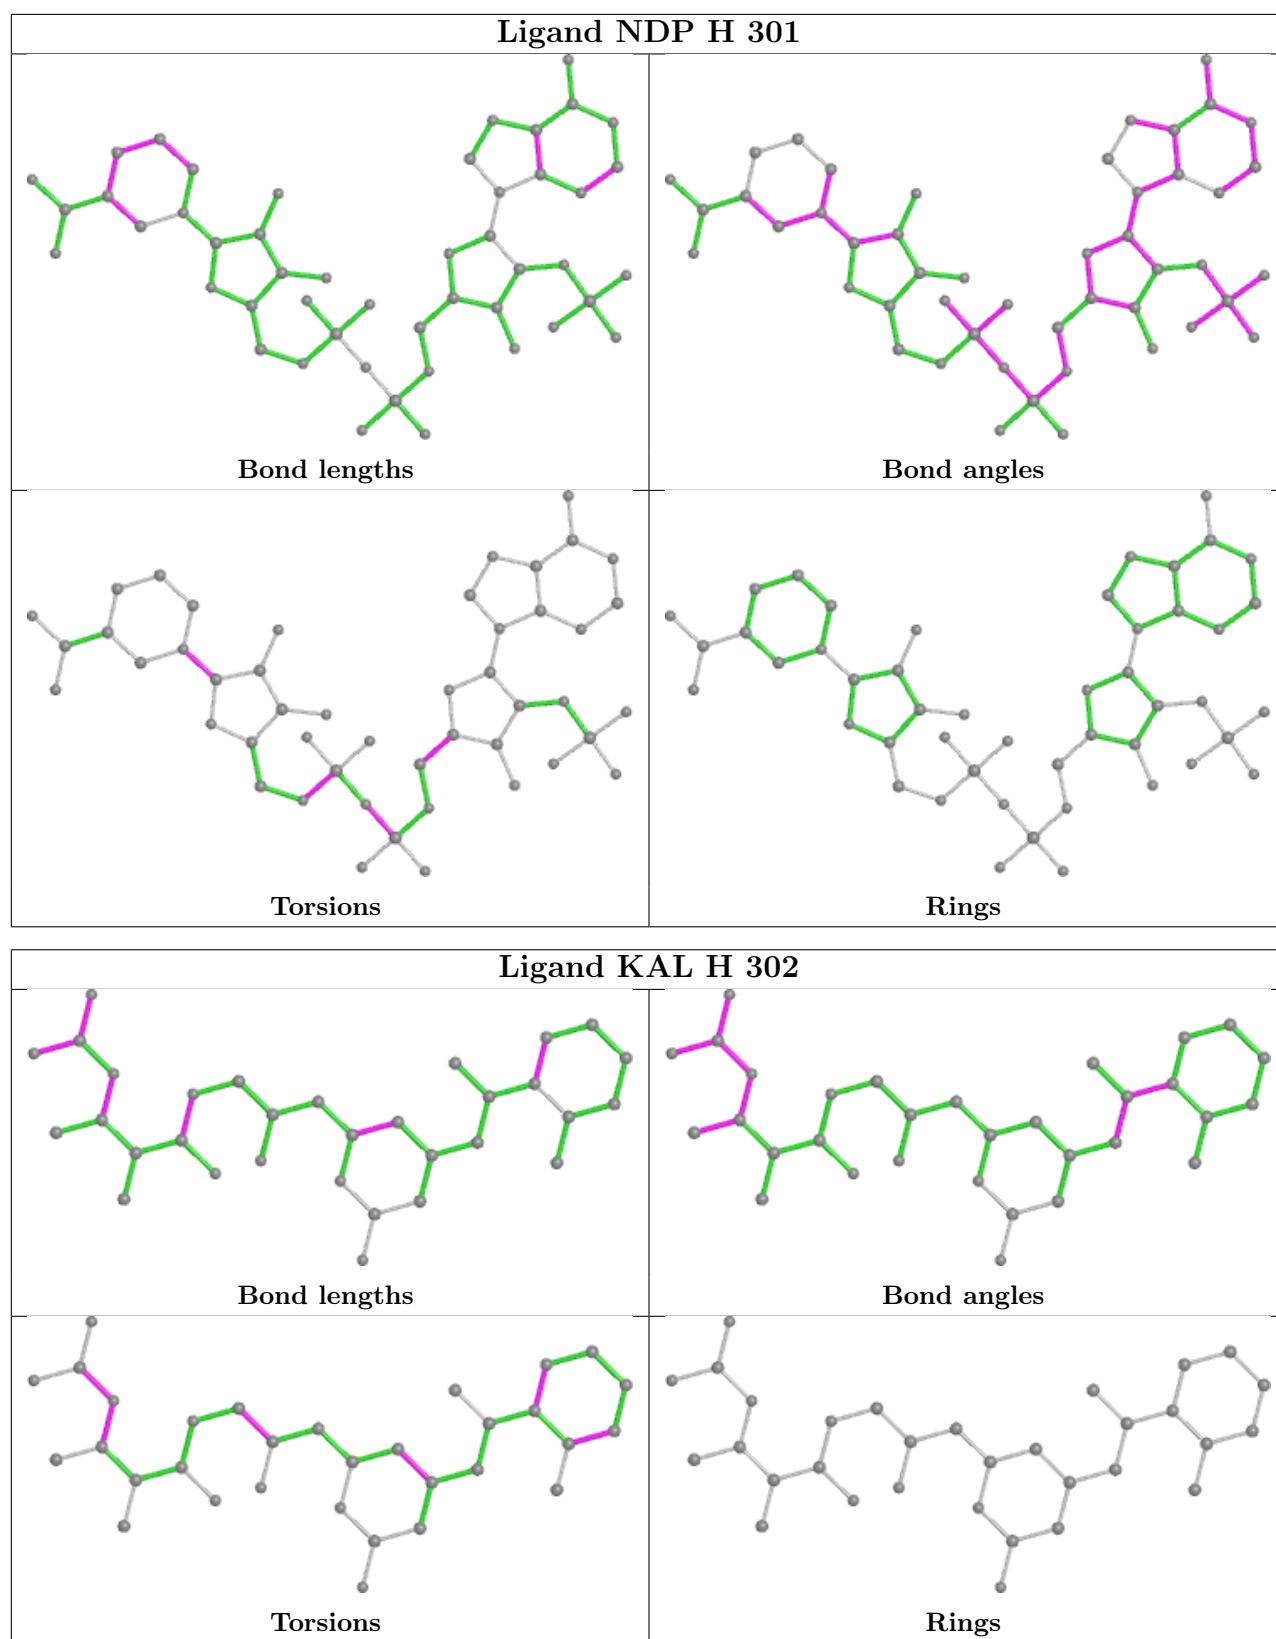 Ligand NDP H 301
Bond lengths
Bond angles
Torsions
Rings
Ligand KAL H 302
Bond lengths
Bond angles
Torsions
Rings